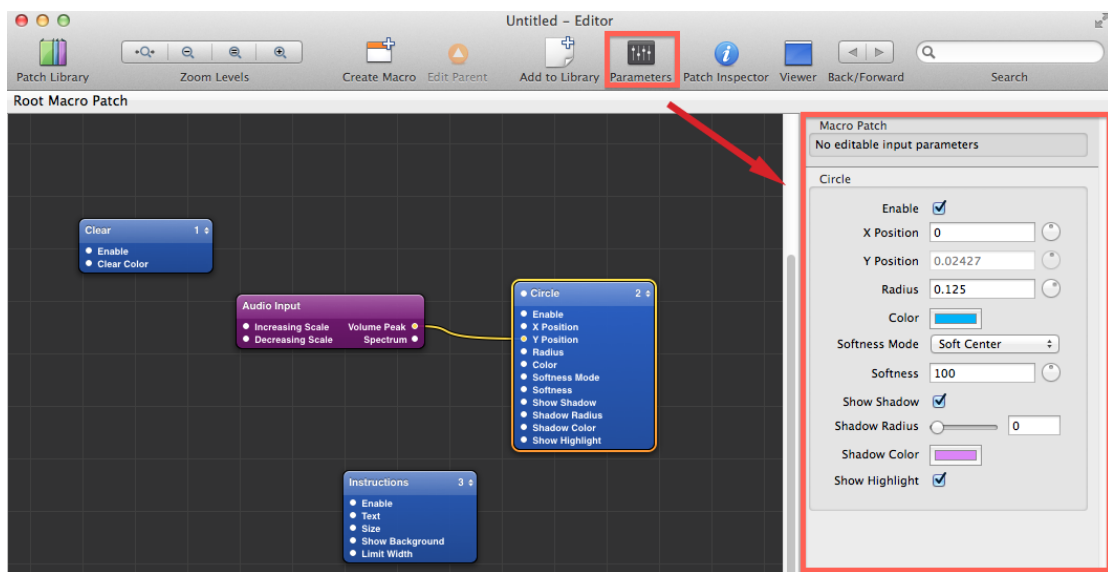 Untitled – Editor
Patch Library
Zoom Levels
Create Macro
Edit Parent
Add to Library
Parameters
Patch Inspector
Viewer
Back/Forward
Search
Root Macro Patch
Clear 1
Enable
Clear Color
Audio Input
Increasing Scale Volume Peak
Decreasing Scale Spectrum
Circle 2
Enable
X Position
Y Position
Radius
Color
Softness Mode
Softness
Show Shadow
Shadow Radius
Shadow Color
Show Highlight
Instructions 3
Enable
Text
Size
Show Background
Limit Width
Macro Patch
No editable input parameters
Circle
Enable
X Position 0
Y Position 0.02427
Radius 0.125
Color
Softness Mode Soft Center
Softness 100
Show Shadow
Shadow Radius 0
Shadow Color
Show Highlight